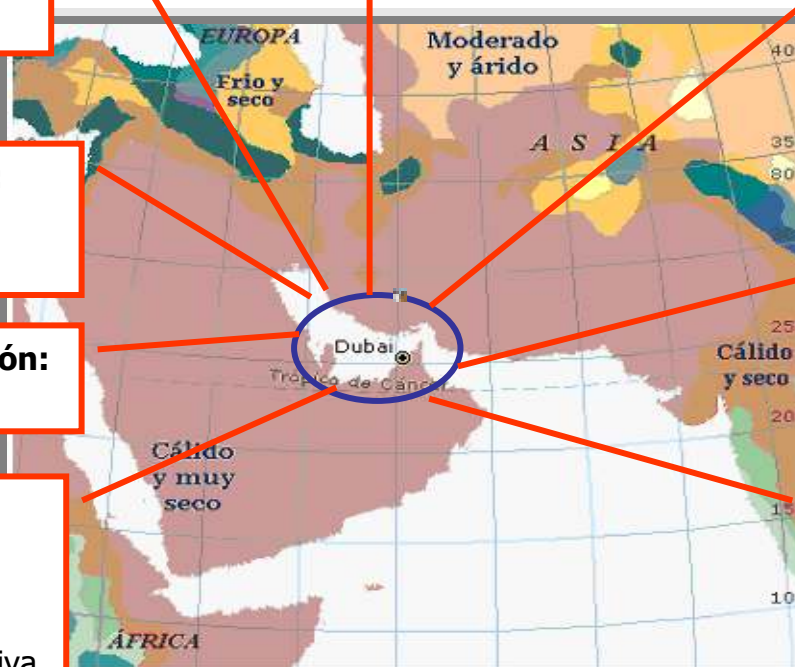 EUROPA
Moderado
y árido
40
Frio y
seco
A S I A
35
80
25
ón:
Dubai
Cálido
y seco
Trópico de Cáncer
20
Cálido
y muy
seco
15
10
ÁFRICA
iva